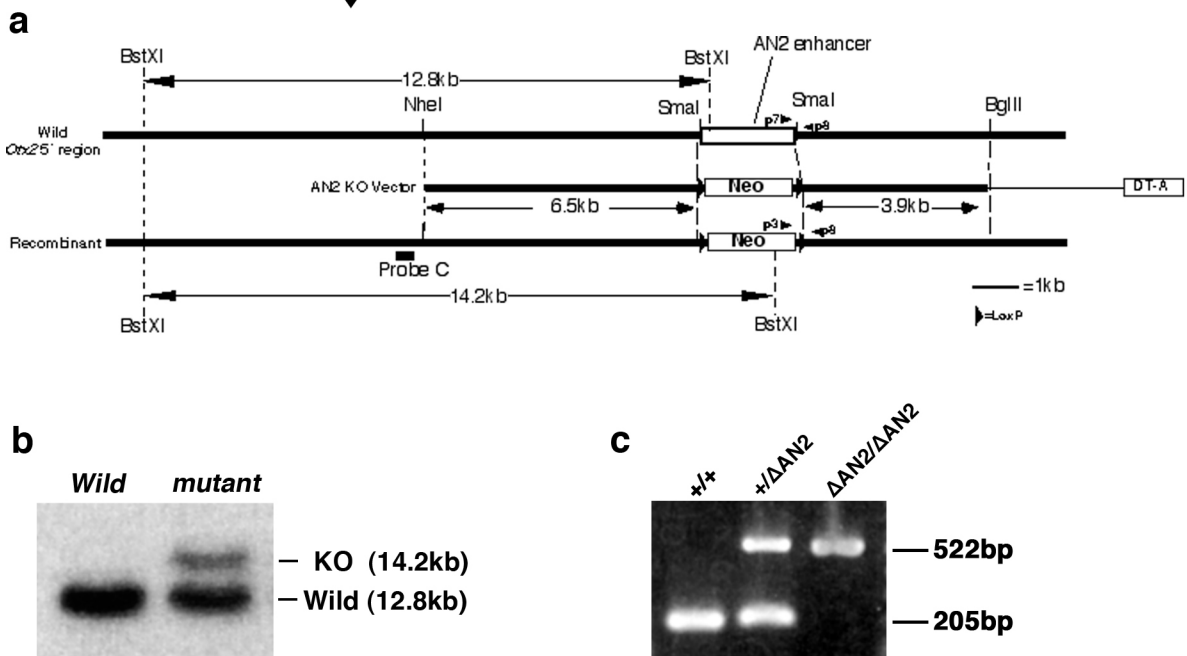 a
BstXI
BstXI
AN2 enhancer
12.8kb
NheI
SmaI
SmaI
BglII
p7
p8
Wild
Otx2 5' region
AN2 KO Vector
Neo
DT-A
6.5kb
3.9kb
Recombinant
Neo
p3
p8
Probe C
14.2kb
=1kb
BstXI
BstXI
=LoxP
b
Wild mutant
KO (14.2kb)
Wild (12.8kb)
c
+/+ +/ΔAN2 ΔAN2/ΔAN2
522bp
205bp